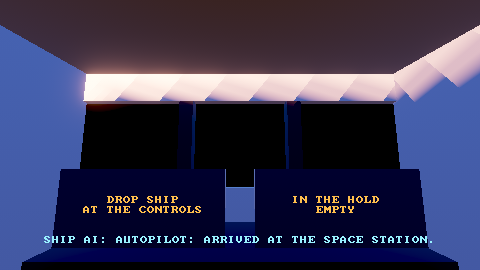 DROP SHIP
AT THE CONTROLS
IN THE HOLD
EMPTY
SHIP AI: AUTOPILOT: ARRIVED AT THE SPACE STATION.